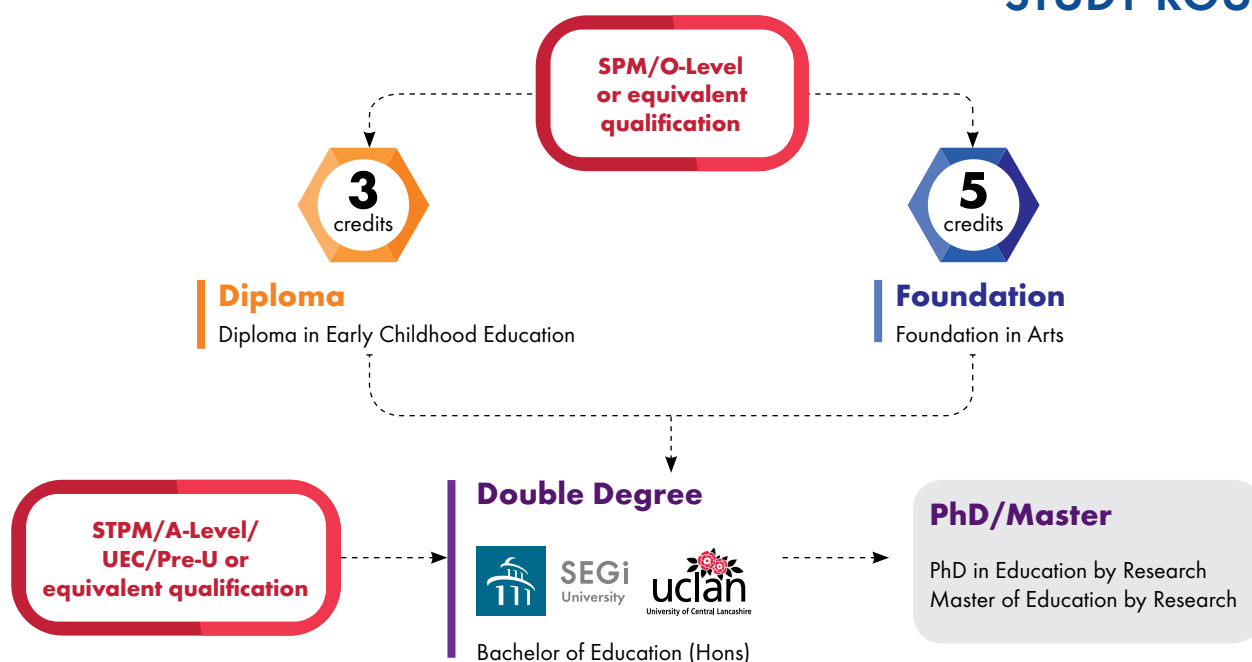 STUDY ROU
SPM/O-Level
or equivalent
qualification
3
credits
5
credits
Diploma
Diploma in Early Childhood Education
Foundation
Foundation in Arts
STPM/A-Level/
UEC/Pre-U or
equivalent qualification
Double Degree
SEGi
University
uclan
University of Central Lancashire
Bachelor of Education (Hons)
PhD/Master
PhD in Education by Research
Master of Education by Research